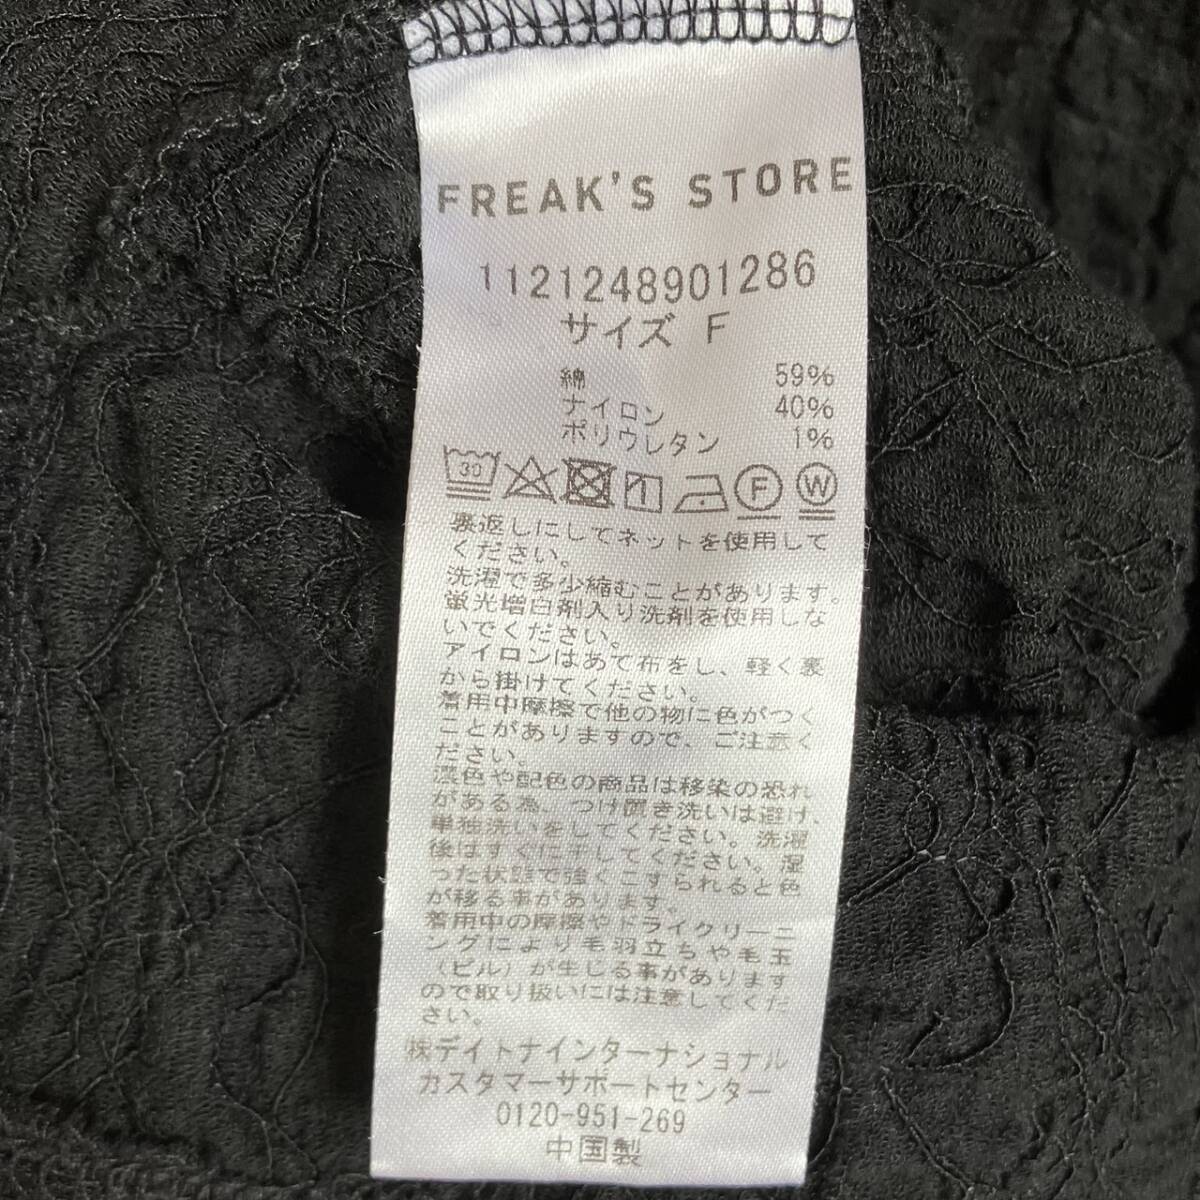 FREAK'S STORE
1121248901286
サイズ F
綿 59%
ナイロン 40%
ポリウレタン 1%
30 F W
裏返しにしてネットを使用して
ください。
洗濯で多少縮むことがあります。
蛍光増白剤入り洗剤を使用しな
いでください。
アイロンはあて布をし、軽く裏
から掛けてください。
着用中摩擦で他の物に色がつく
ことがありますので、ご注意く
ださい。
濃色や配色の商品は移染の恐れ
がある為、つけ置き洗いは避け、
単独洗いをしてください。洗濯
後はすぐに干してください。湿
った状態で強くこすられると色
が移る事があります。
着用中の摩擦やドライクリーニ
ングにより毛羽立ちや毛玉
(ピル)が生じる事があります
ので取り扱いには注意してくだ
さい。
㈱デイトナインターナショナル
カスタマーサポートセンター
0120-951-269
中国製